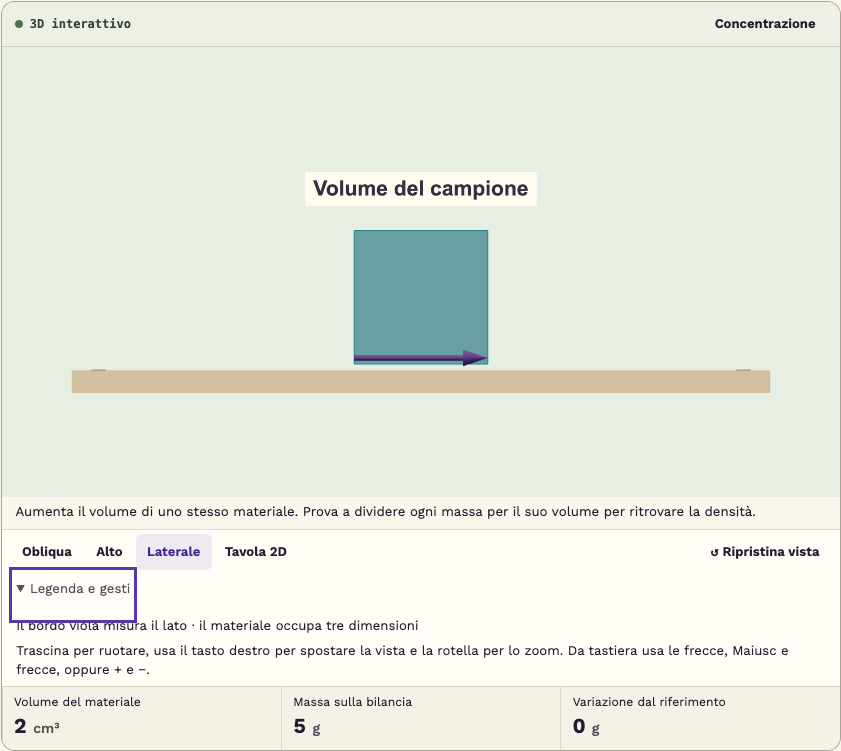 3D interattivo
Concentrazione
Volume del campione
Aumenta il volume di uno stesso materiale. Prova a dividere ogni massa per il suo volume per ritrovare la densità.
Obliqua Alto Laterale Tavola 2D ↺ Ripristina vista
▼ Legenda e gesti
Il bordo viola misura il lato · il materiale occupa tre dimensioni
Trascina per ruotare, usa il tasto destro per spostare la vista e la rotella per lo zoom. Da tastiera usa le frecce, Maiusc e
frecce, oppure + e −.
Volume del materiale
2 cm³
Massa sulla bilancia
5 g
Variazione dal riferimento
0 g